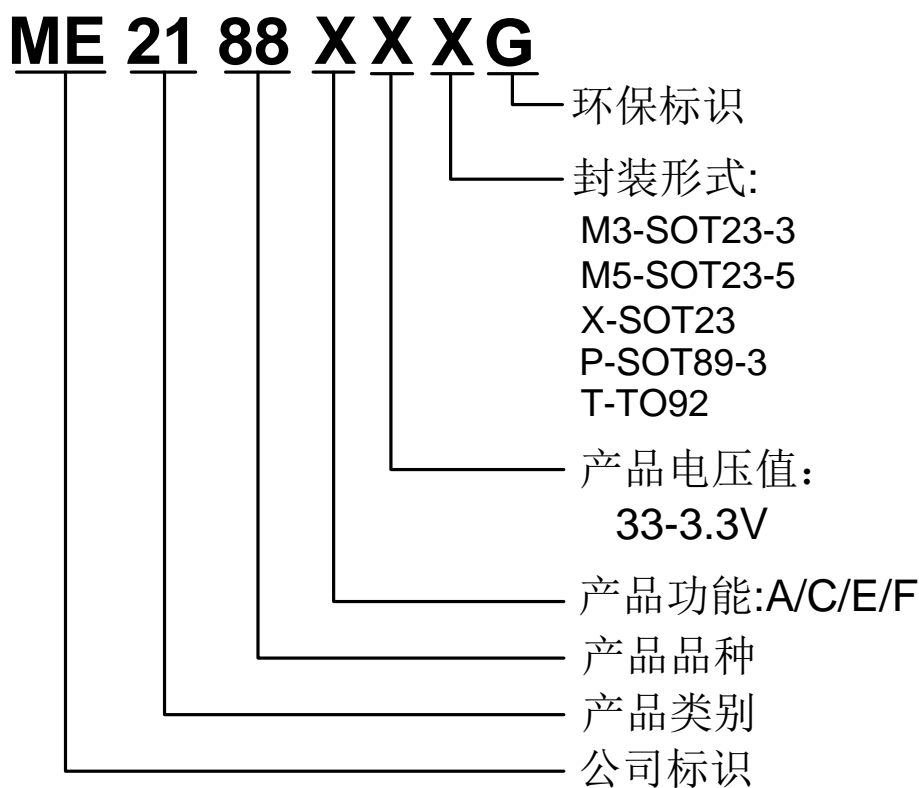 ME 21 88 X X X G
环保标识
封装形式:
M3-SOT23-3
M5-SOT23-5
X-SOT23
P-SOT89-3
T-TO92
产品电压值：
33-3.3V
产品功能:A/C/E/F
产品品种
产品类别
公司标识